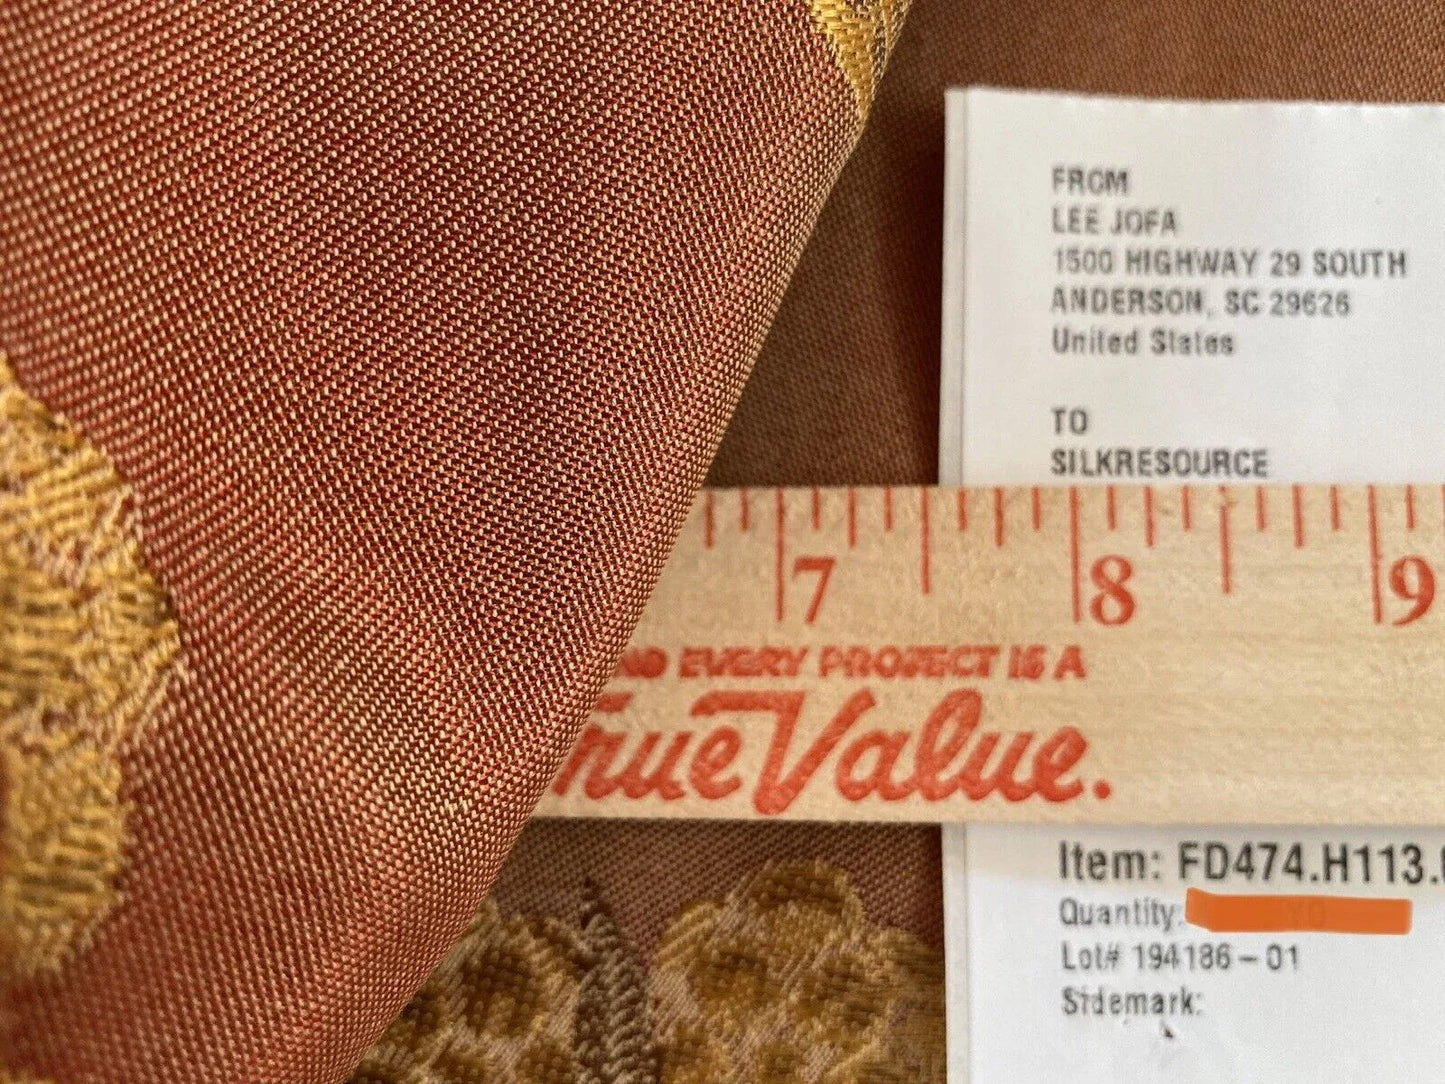 FROM
LEE JOFA
1500 HIGHWAY 29 SOUTH
ANDERSON, SC 29626
United States
TO
SILKRESOURCE
7 8 9
EVERY PROJECT IS A
True Value.
Item: FD474.H113.
Quantity:
Lot# 194186-01
Sidemark: